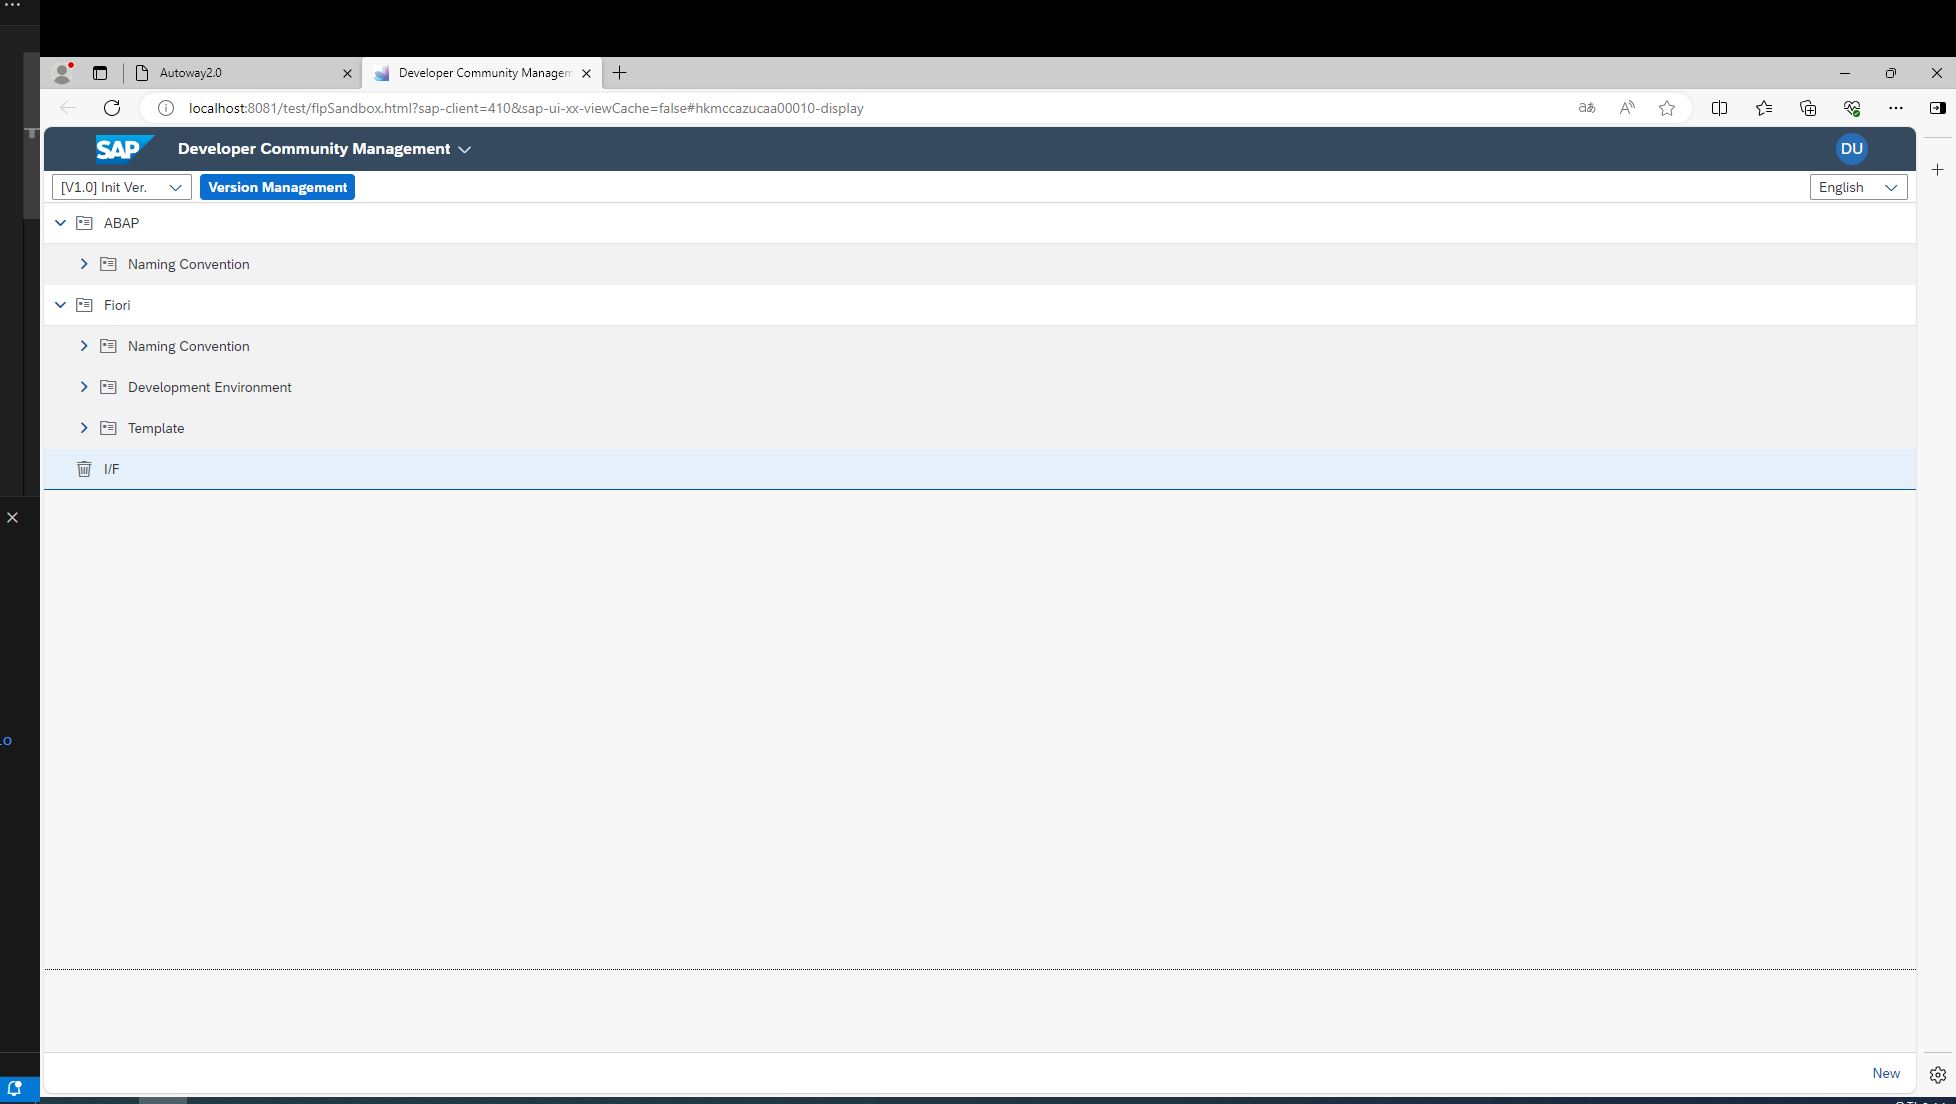 Autoway2.0
Developer Community Managem
localhost:8081/test/flpSandbox.html?sap-client=410&sap-ui-xx-viewCache=false#hkmccazucaa00010-display
SAP
Developer Community Management
DU
[V1.0] Init Ver.
Version Management
English
ABAP
Naming Convention
Fiori
Naming Convention
Development Environment
Template
I/F
New